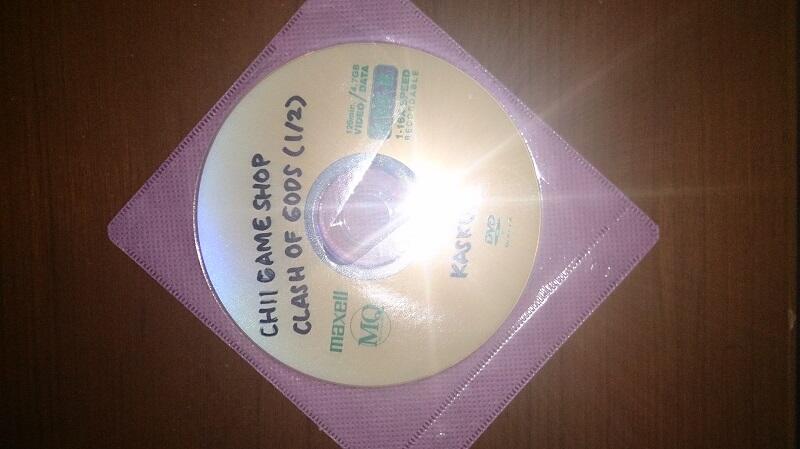 CHII GAME SHOP
CLASH OF GODS (1/2)
maxell
MQ
120min./4.7GB
VIDEO/DATA
1-16X SPEED
RECORDABLE
DVD